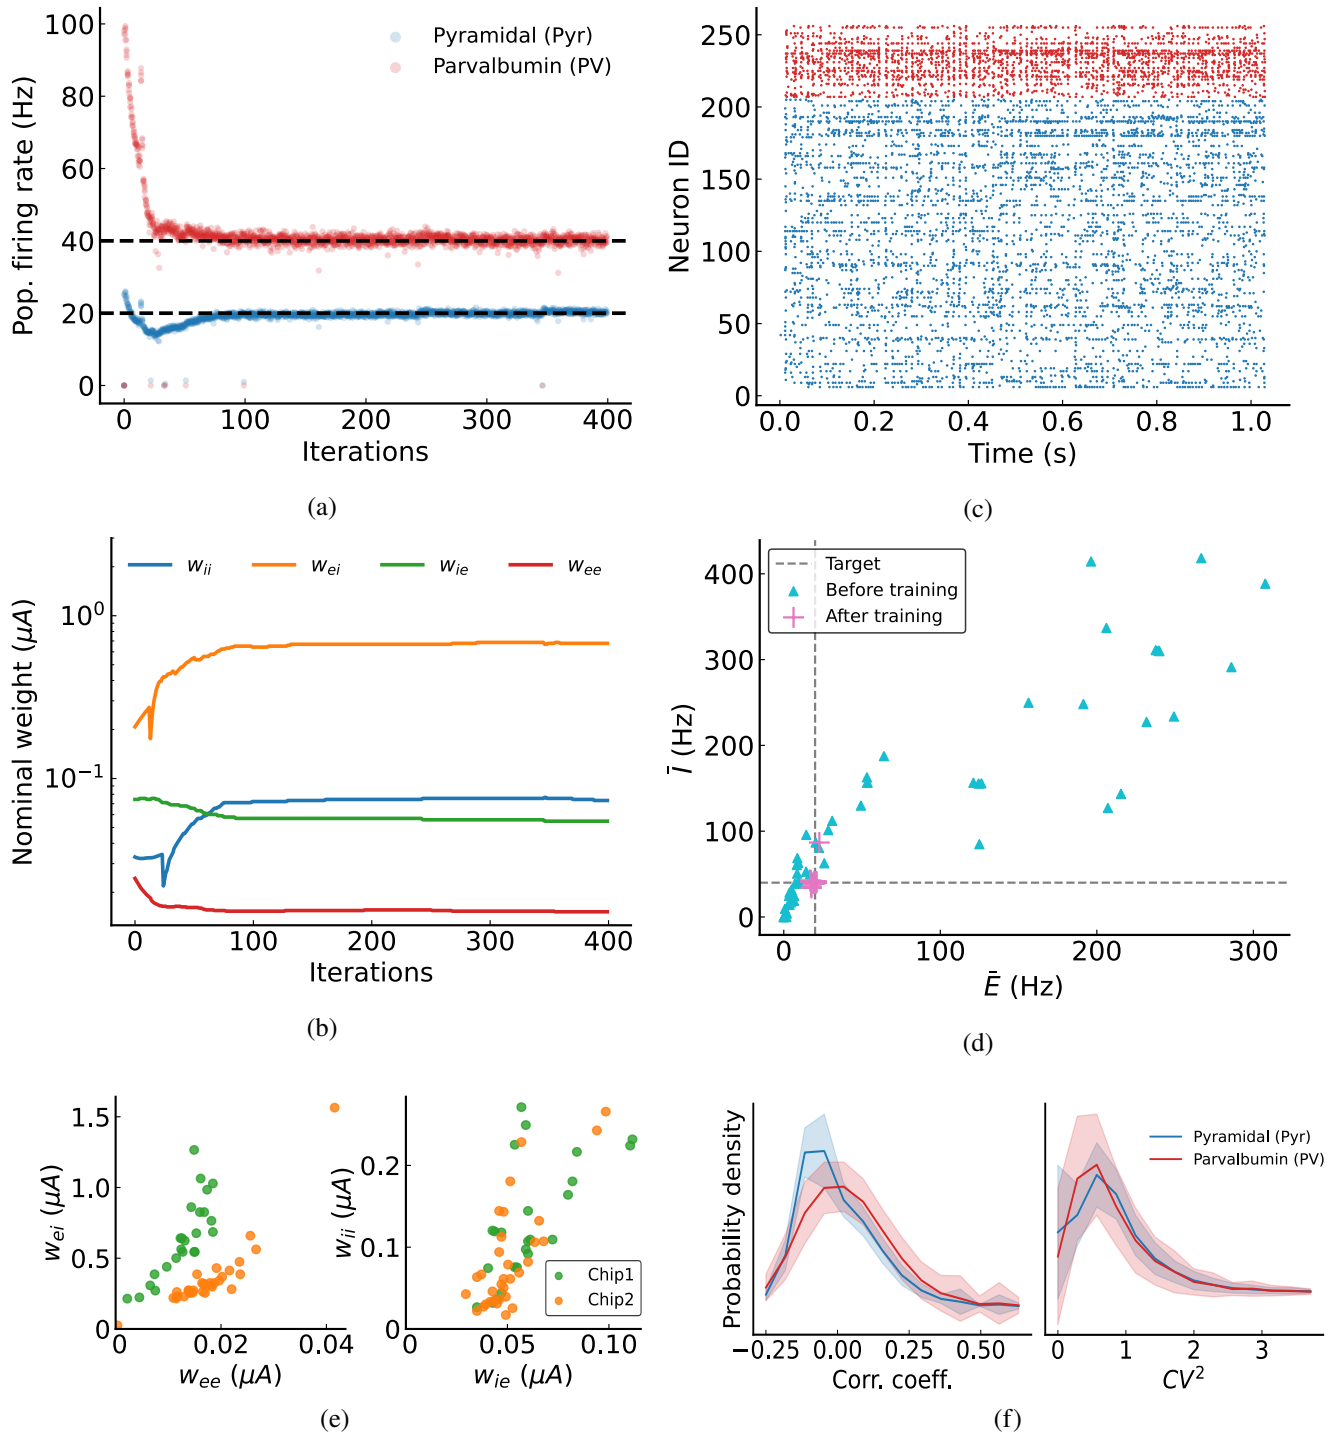 Pop. firing rate (Hz)
100
80
60
40
20
0
Pyramidal (Pyr)
Parvalbumin (PV)
0 100 200 300 400
Iterations
(a)
Neuron ID
250
200
150
100
50
0
0.0 0.2 0.4 0.6 0.8 1.0
Time (s)
(c)
Nominal weight (μA)
10⁰
10⁻¹
w_ii w_ei w_ie w_ee
0 100 200 300 400
Iterations
(b)
Ī (Hz)
400
300
200
100
0
Target
Before training
After training
0 100 200 300
Ē (Hz)
(d)
w_ei (μA)
1.5
1.0
0.5
0
0 0.02 0.04
w_ee (μA)
w_ii (μA)
0.2
0.1
0
Chip1
Chip2
0 0.05 0.10
w_ie (μA)
(e)
Probability density
−0.25 0.00 0.25 0.50
Corr. coeff.
Pyramidal (Pyr)
Parvalbumin (PV)
0 1 2 3
CV²
(f)